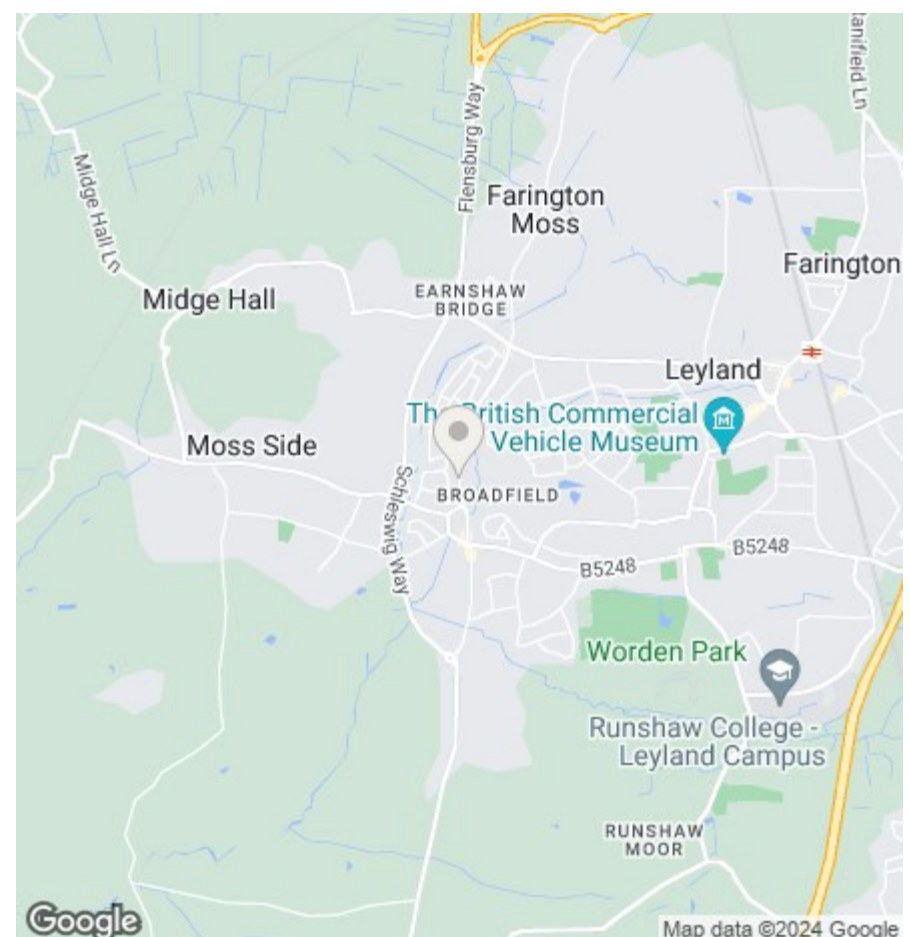 anifield Ln
Flensburg Way
Farington
Moss
Midge Hall Ln
Farington
EARNSHAW
BRIDGE
Midge Hall
Leyland
The British Commercial
Vehicle Museum
M
Moss Side
BROADFIELD
Schleswig Way
B5248
B5248
Worden Park
Runshaw College -
Leyland Campus
RUNSHAW
MOOR
Google
Map data ©2024 Google